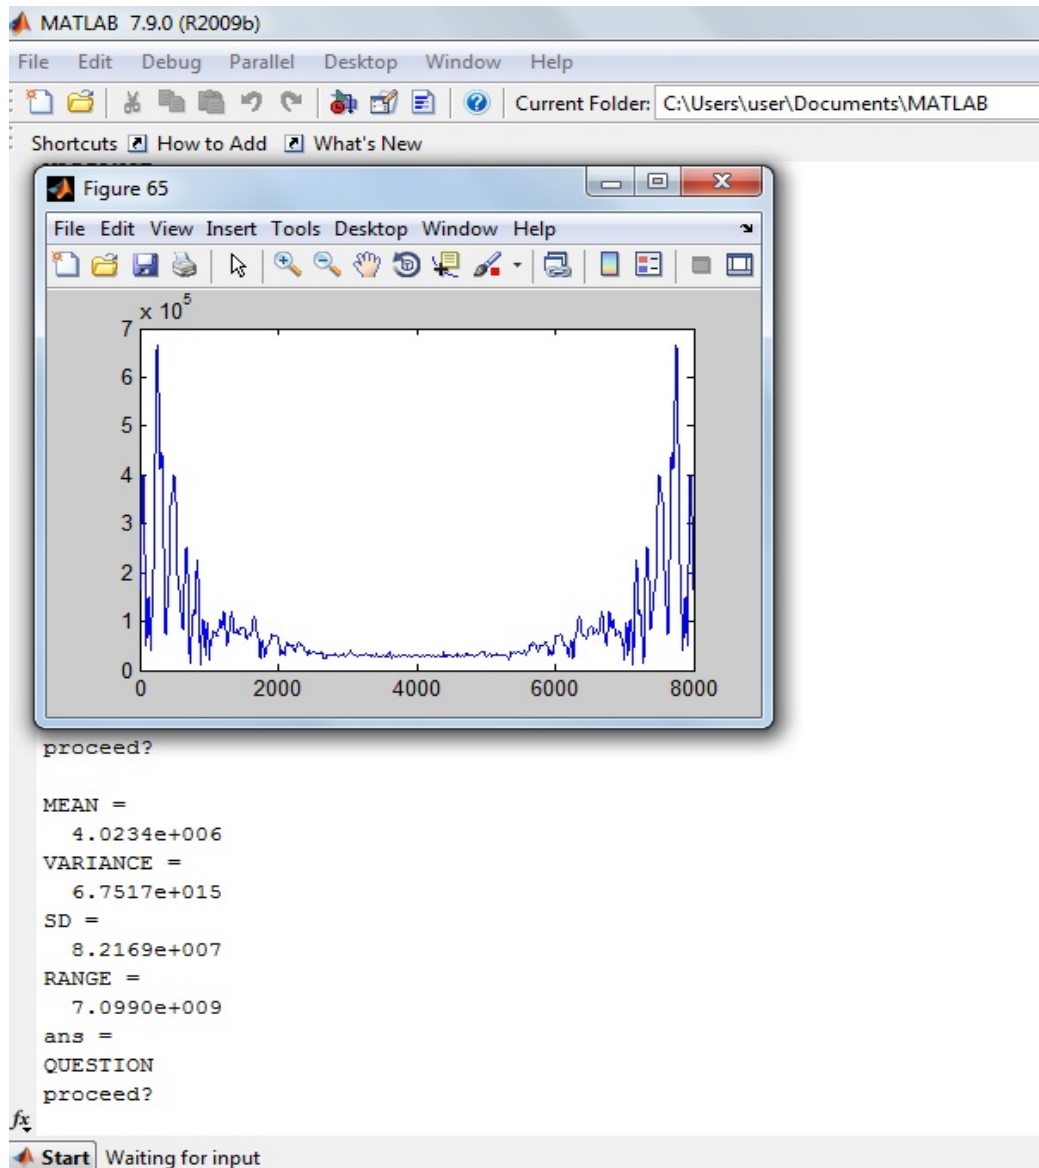 MATLAB 7.9.0 (R2009b)
File Edit Debug Parallel Desktop Window Help
Current Folder: C:\Users\user\Documents\MATLAB
Shortcuts How to Add What's New
Figure 65
File Edit View Insert Tools Desktop Window Help
x 10^5
7
6
5
4
3
2
1
0
0 2000 4000 6000 8000
proceed?
MEAN =
4.0234e+006
VARIANCE =
6.7517e+015
SD =
8.2169e+007
RANGE =
7.0990e+009
ans =
QUESTION
proceed?
fx
Start Waiting for input